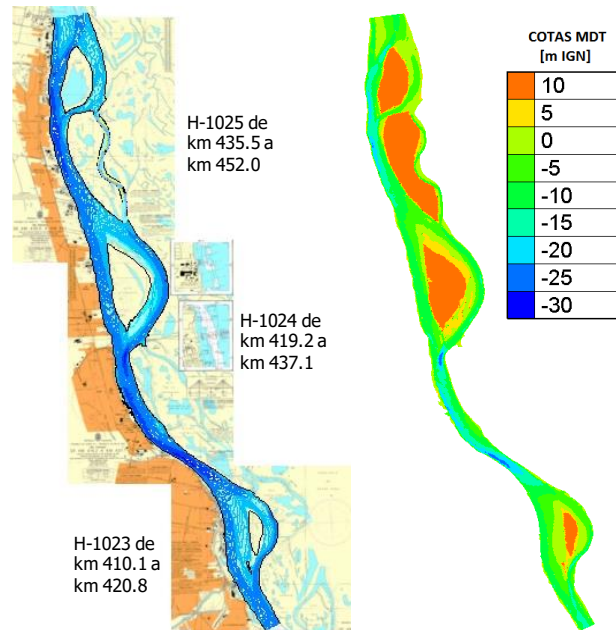 H-1025 de
km 435.5 a
km 452.0
H-1024 de
km 419.2 a
km 437.1
H-1023 de
km 410.1 a
km 420.8
COTAS MDT
[m IGN]
10
5
0
-5
-10
-15
-20
-25
-30